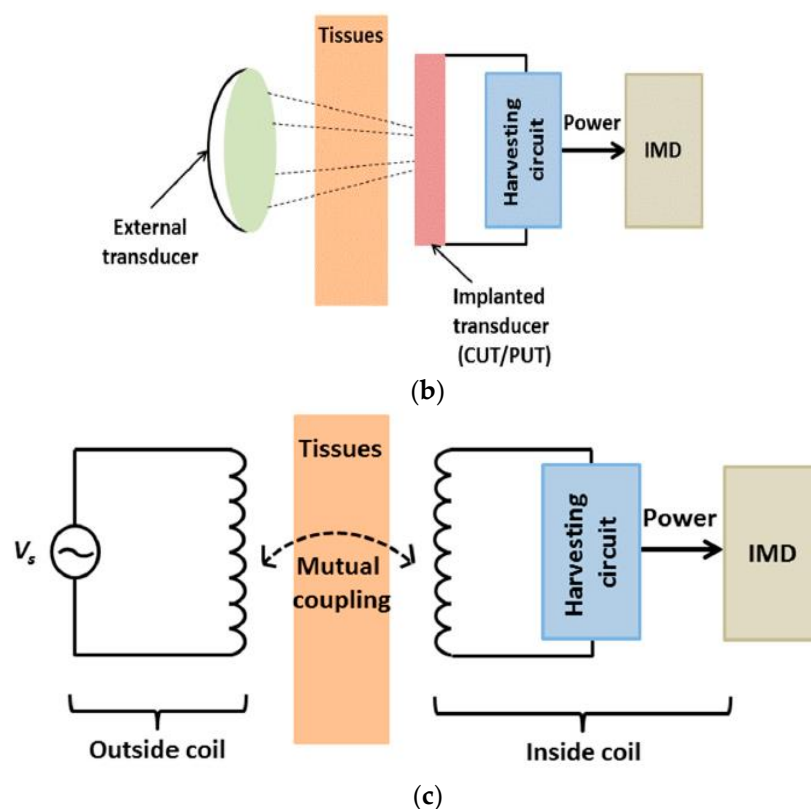 Tissues
Harvesting
circuit
Power
IMD
External
transducer
Implanted
transducer
(CUT/PUT)
(b)
Tissues
Vs
Mutual
coupling
Harvesting
circuit
Power
IMD
Outside coil
Inside coil
(c)